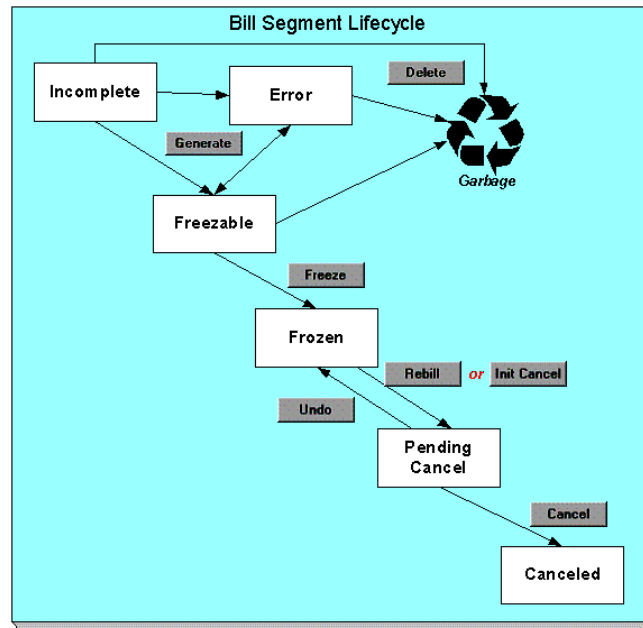 Bill Segment Lifecycle
Incomplete
Error
Delete
Generate
Garbage
Freezable
Freeze
Frozen
Rebill or Init Cancel
Undo
Pending
Cancel
Cancel
Canceled